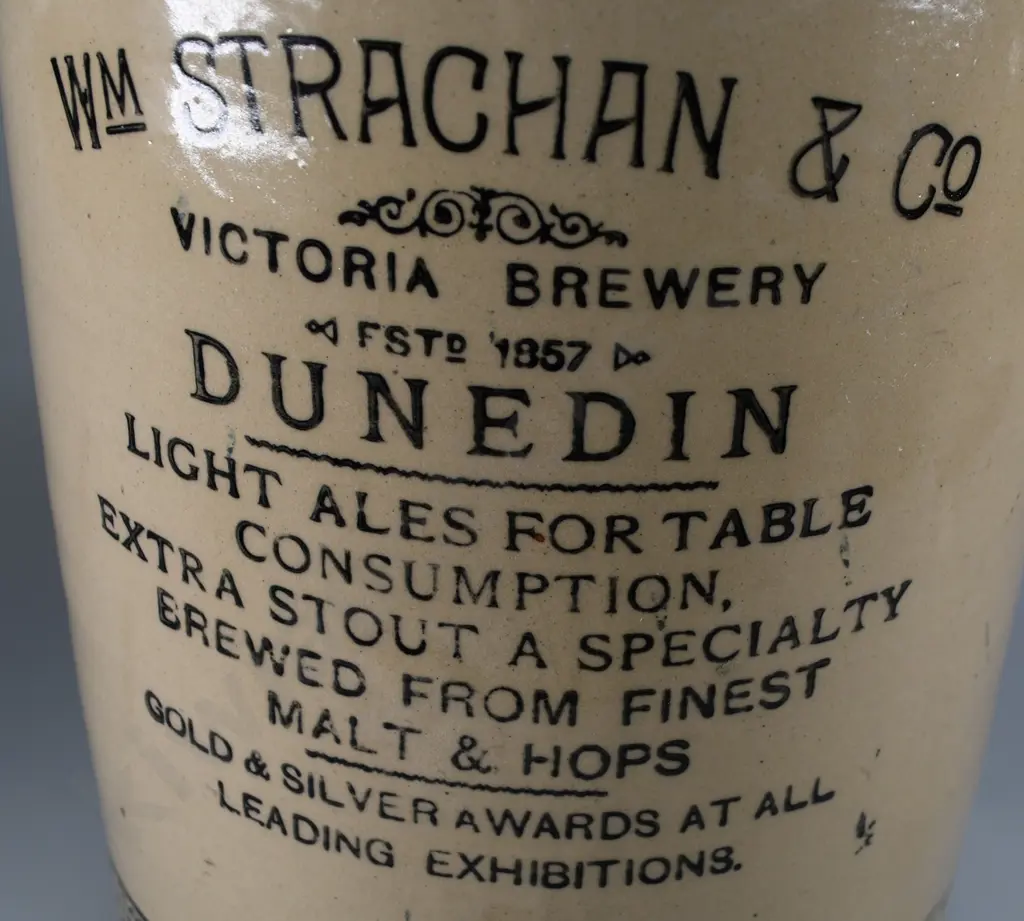 WM STRACHAN & CO
VICTORIA BREWERY
ESTD 1857
DUNEDIN
LIGHT ALES FOR TABLE
CONSUMPTION,
EXTRA STOUT A SPECIALTY
BREWED FROM FINEST
MALT & HOPS
GOLD & SILVER AWARDS AT ALL
LEADING EXHIBITIONS.